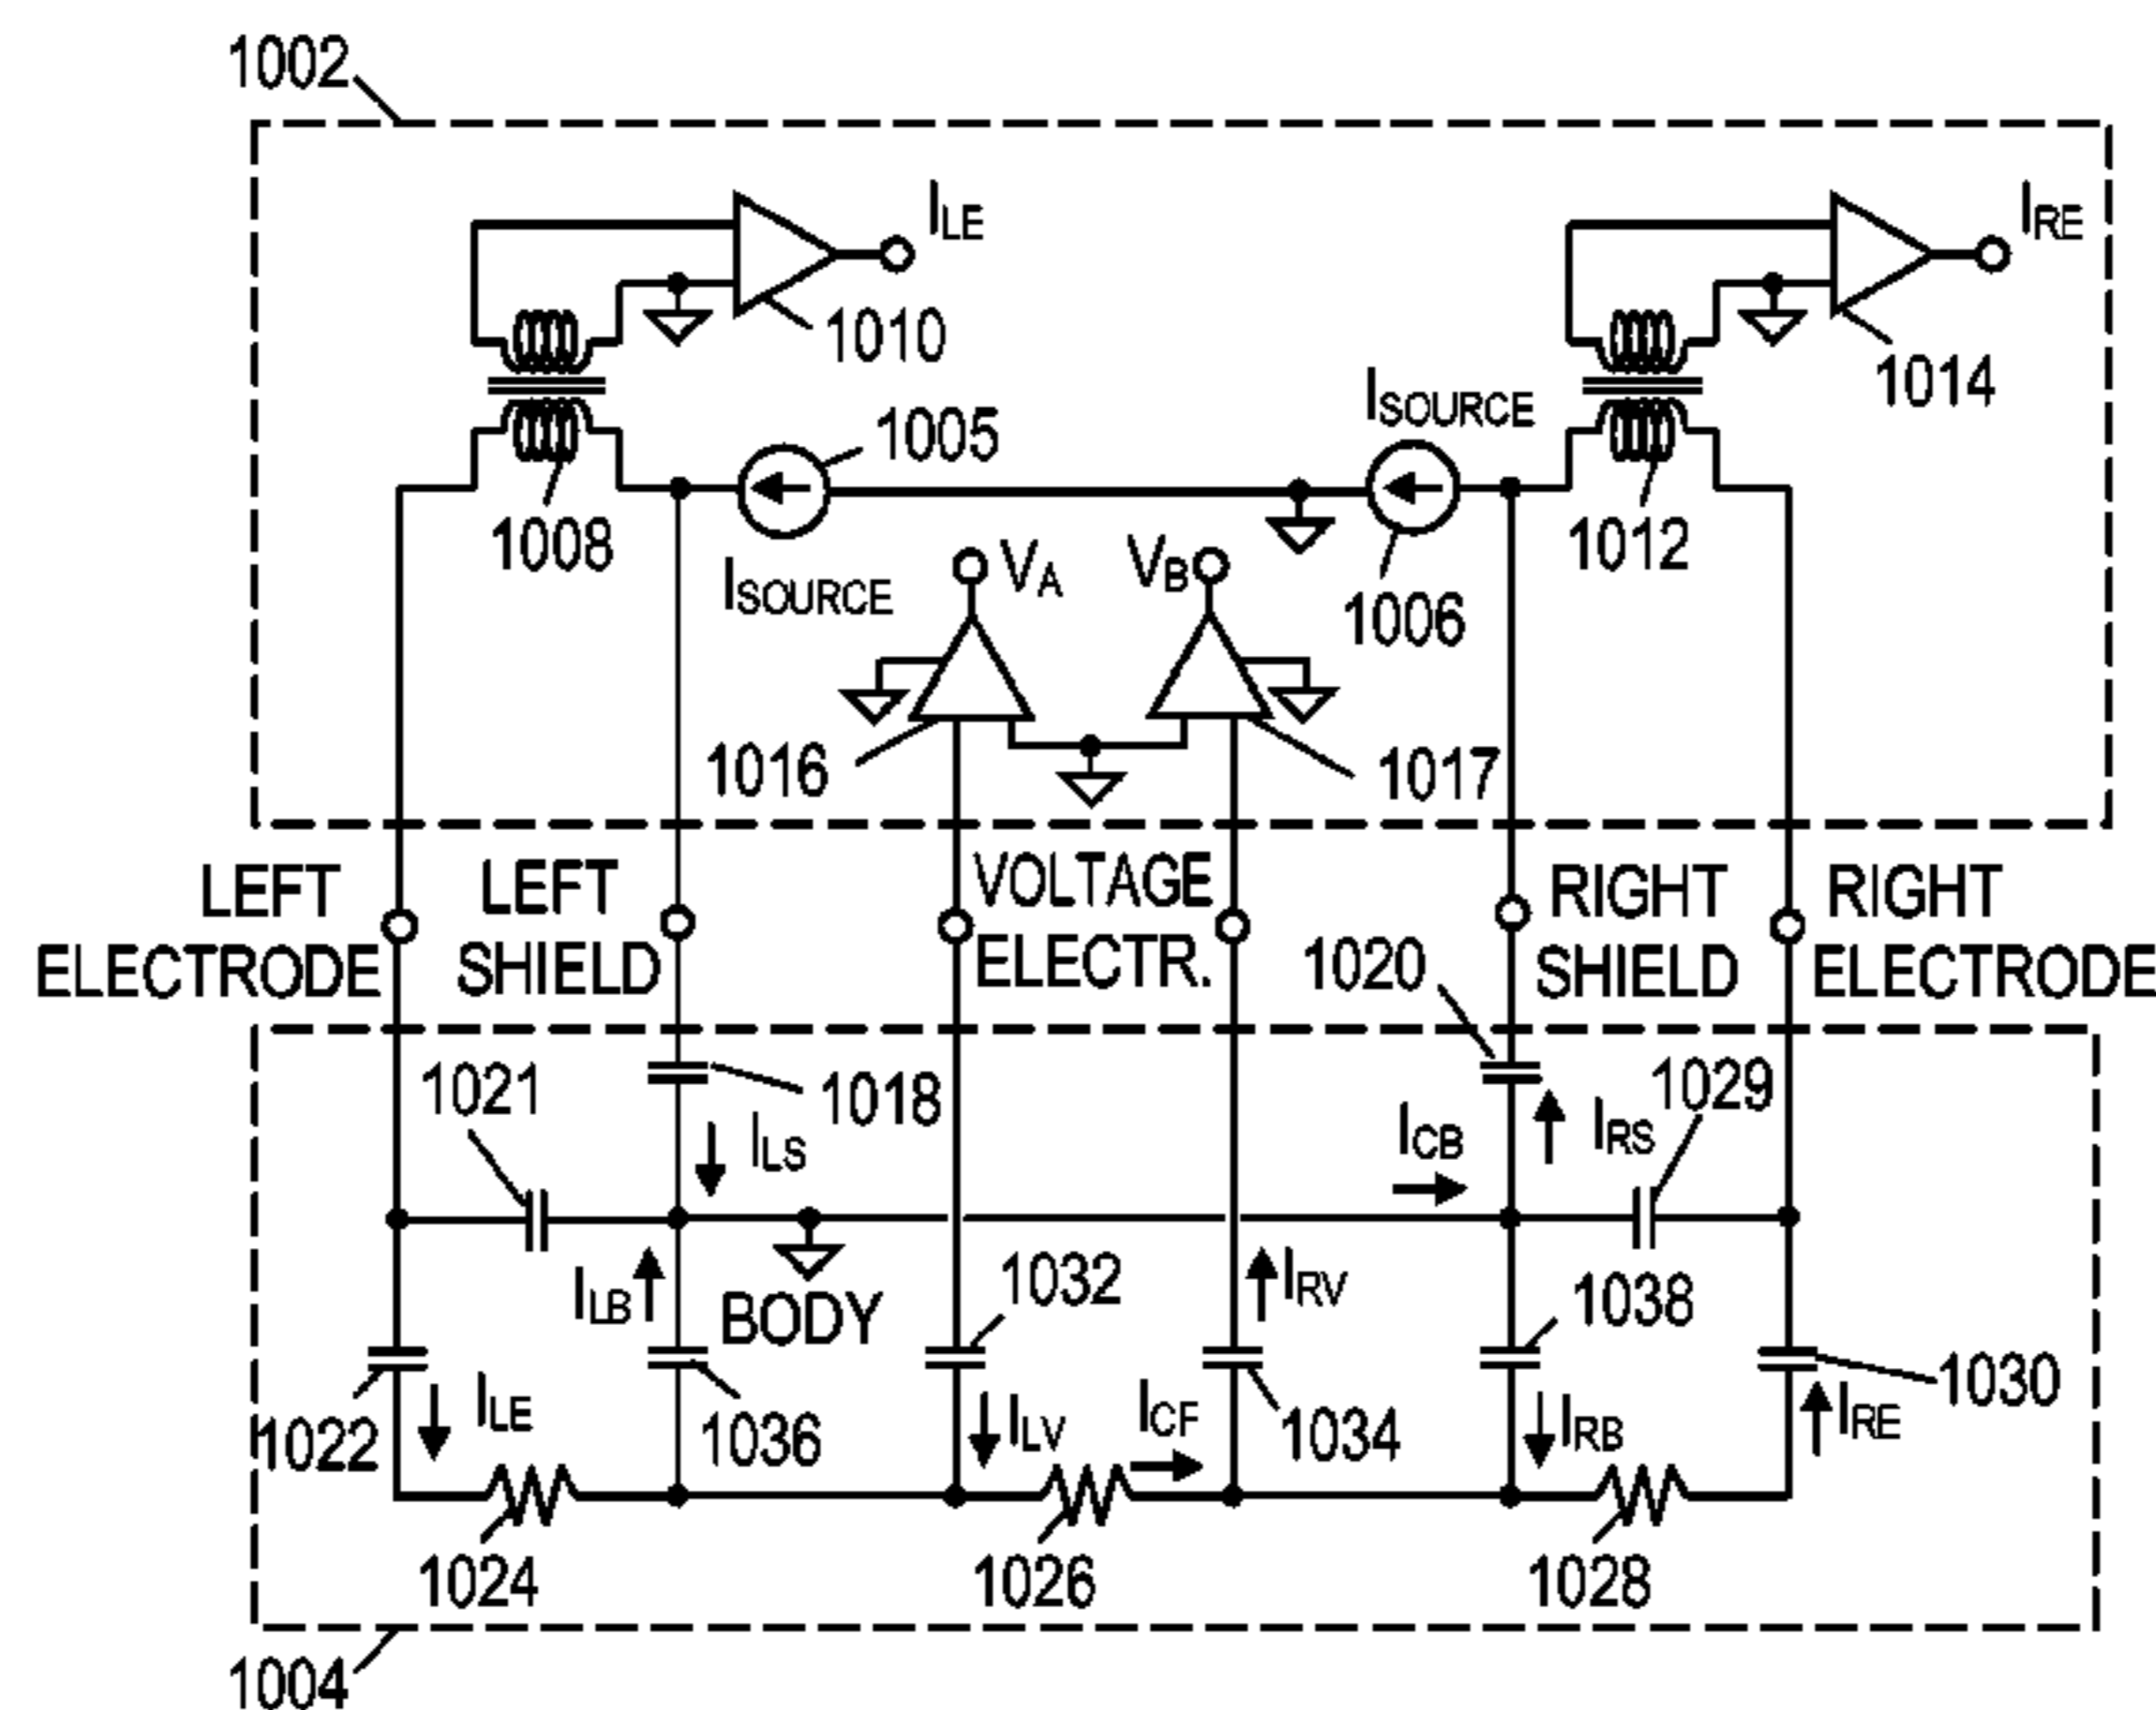 1002
I_LE
I_RE
1010
1014
1005
I_SOURCE
1008
1012
I_SOURCE
V_A
V_B
1006
1016
1017
LEFT
ELECTRODE
LEFT
SHIELD
VOLTAGE
ELECTR.
1020
RIGHT
SHIELD
RIGHT
ELECTRODE
1021
1018
I_LS
I_CB
I_RS
1029
I_LB
BODY
1032
I_RV
1038
1022
I_LE
1036
I_LV
I_CF
1034
I_RB
I_RE
1030
1024
1026
1028
1004